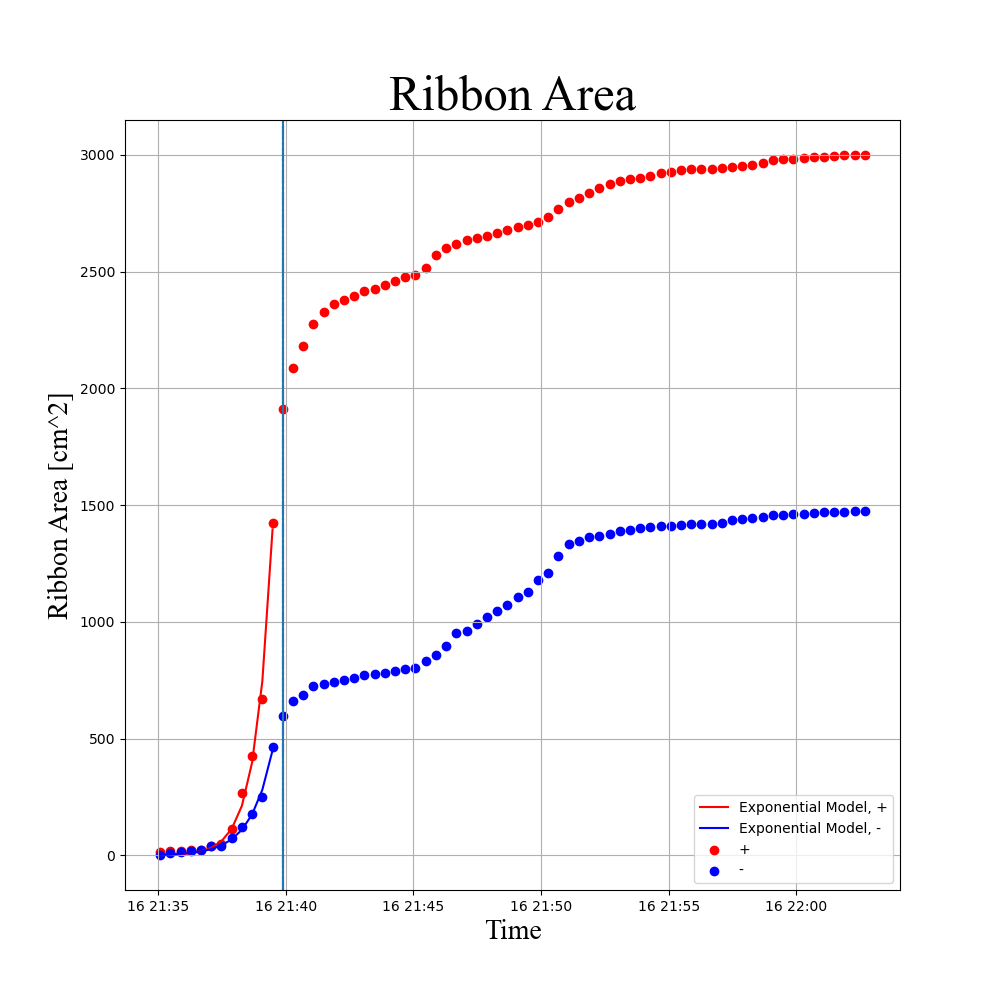 Ribbon Area
Ribbon Area [cm^2]
3000
2500
2000
1500
1000
500
0
16 21:35 16 21:40 16 21:45 16 21:50 16 21:55 16 22:00
Time
Exponential Model, +
Exponential Model, -
+
-